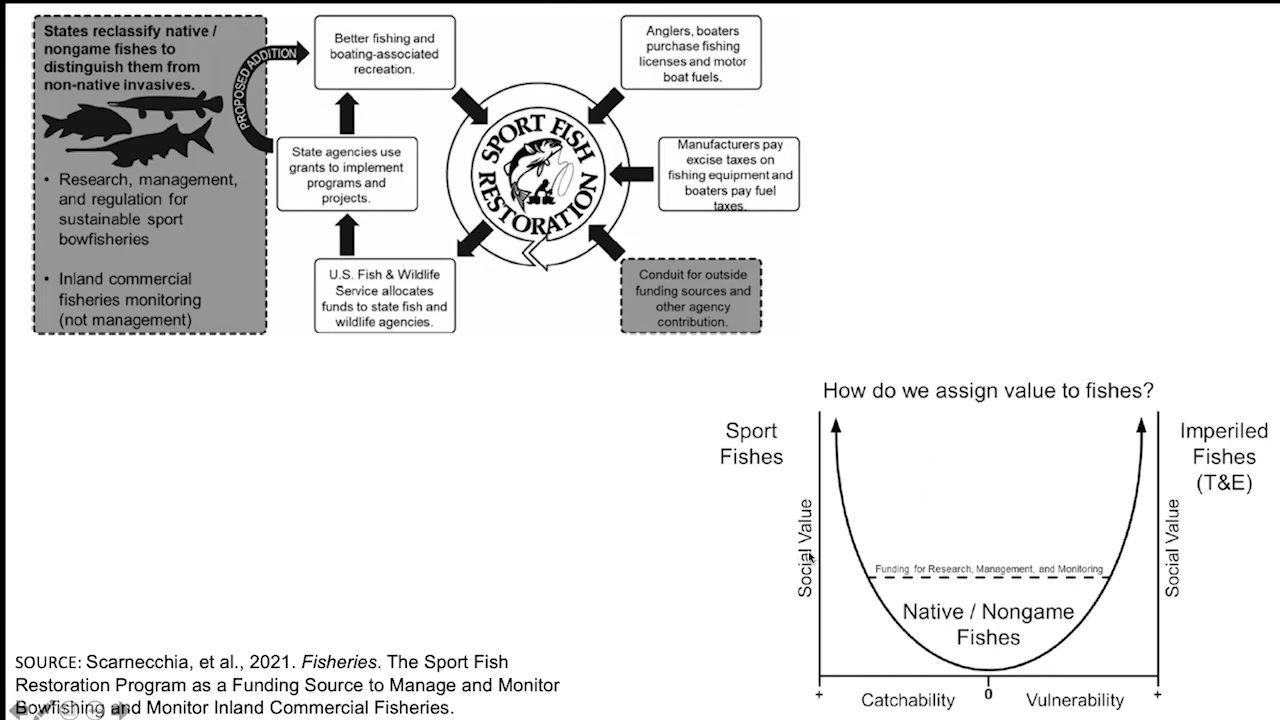 States reclassify native /
nongame fishes to
distinguish them from
non-native invasives.
PROPOSED ADDITION
• Research, management,
and regulation for
sustainable sport
bowfisheries
• Inland commercial
fisheries monitoring
(not management)
Better fishing and
boating-associated
recreation.
State agencies use
grants to implement
programs and
projects.
U.S. Fish & Wildlife
Service allocates
funds to state fish and
wildlife agencies.
SPORT FISH
RESTORATION
Anglers, boaters
purchase fishing
licenses and motor
boat fuels.
Manufacturers pay
excise taxes on
fishing equipment and
boaters pay fuel
taxes.
Conduit for outside
funding sources and
other agency
contribution.
How do we assign value to fishes?
Sport
Fishes
Imperiled
Fishes
(T&E)
Social Value
Social Value
Funding for Research, Management, and Monitoring
Native / Nongame
Fishes
+ 0 +
Catchability Vulnerability
SOURCE: Scarnecchia, et al., 2021. Fisheries. The Sport Fish
Restoration Program as a Funding Source to Manage and Monitor
Bowfishing and Monitor Inland Commercial Fisheries.